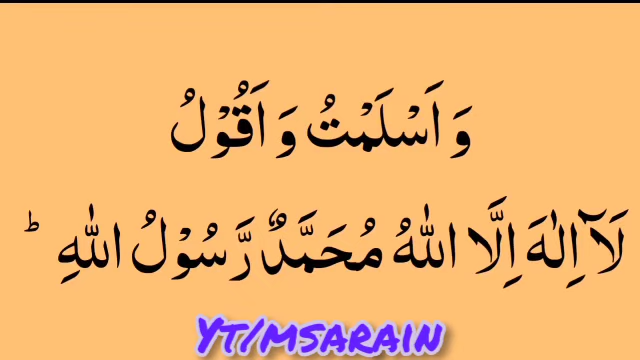 وَ اَسْلَمْتُ وَ اَقُوْلُ
لَآ اِلٰهَ اِلَّا اللّٰهُ مُحَمَّدٌ رَّسُوْلُ اللّٰهِ ؕ
YT/MSARAIN